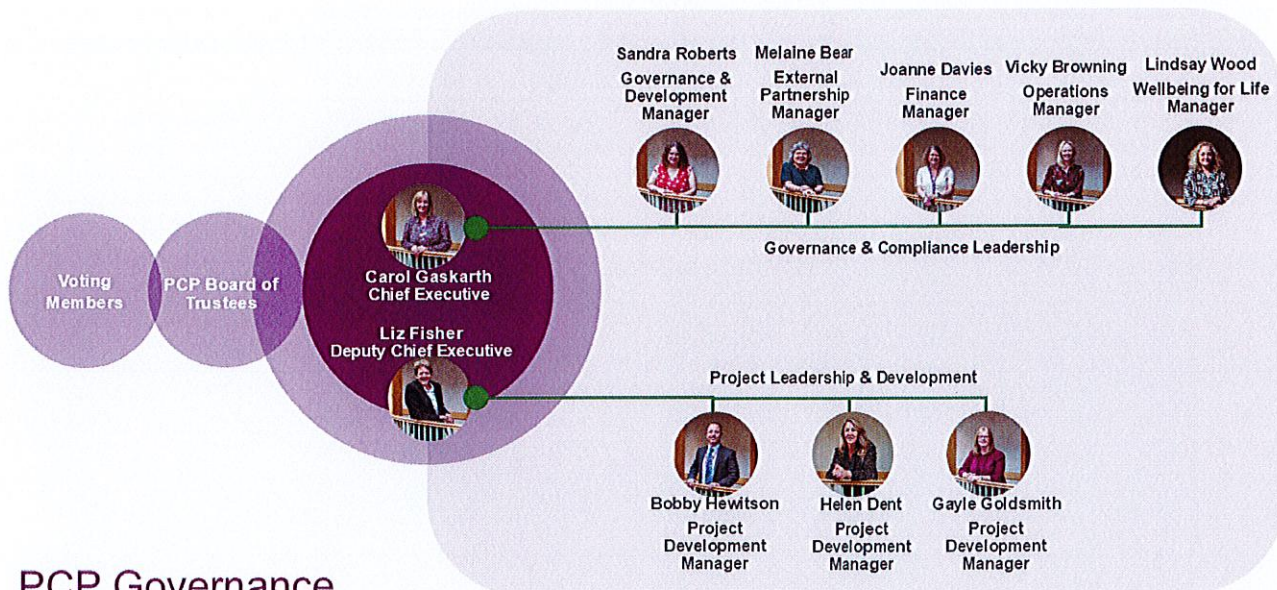 Sandra Roberts
Governance &
Development
Manager
Melaine Bear
External
Partnership
Manager
Joanne Davies
Finance
Manager
Vicky Browning
Operations
Manager
Lindsay Wood
Wellbeing for Life
Manager
Governance & Compliance Leadership
Voting
Members
PCP Board of
Trustees
Carol Gaskarth
Chief Executive
Liz Fisher
Deputy Chief Executive
Project Leadership & Development
Bobby Hewitson
Project
Development
Manager
Helen Dent
Project
Development
Manager
Gayle Goldsmith
Project
Development
Manager
PCP Governance